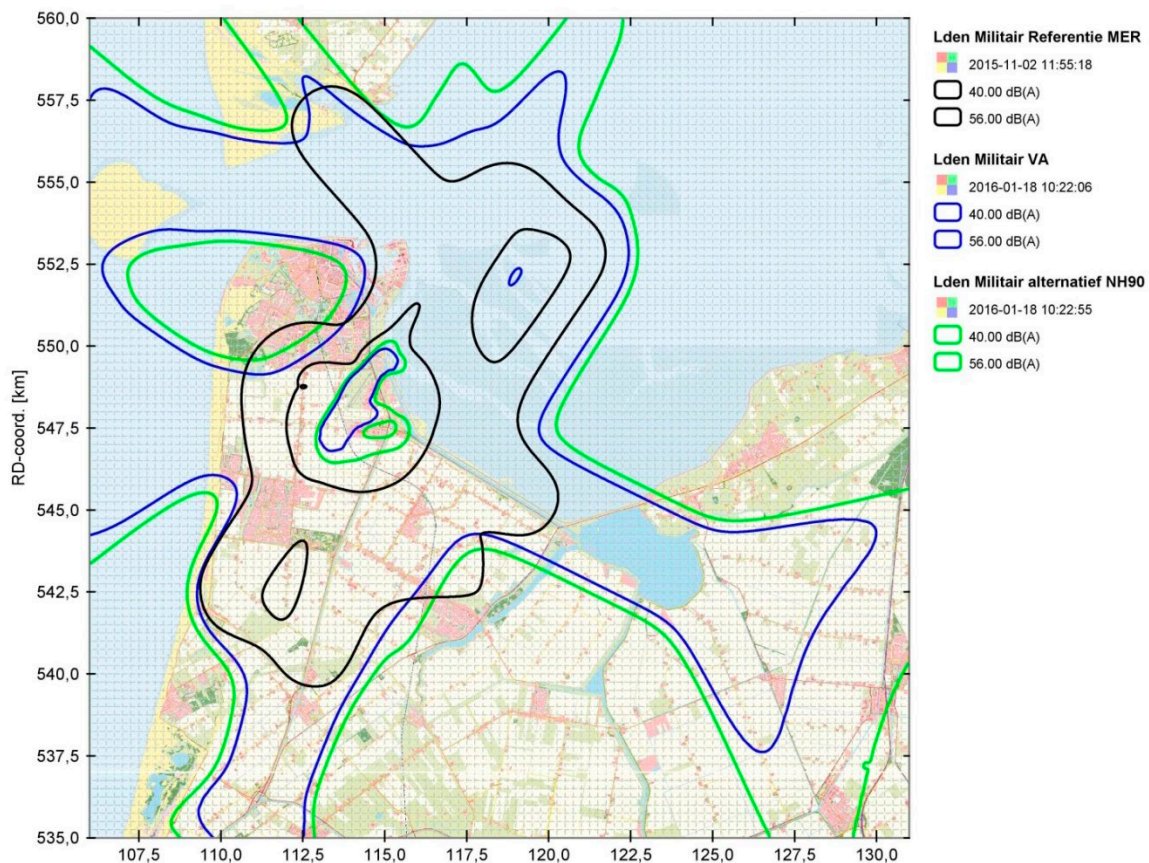 560,0
557,5
555,0
552,5
550,0
547,5
545,0
542,5
540,0
537,5
535,0
RD-coord. [km]
107,5 110,0 112,5 115,0 117,5 120,0 122,5 125,0 127,5 130,0
Lden Militair Referentie MER
2015-11-02 11:55:18
40.00 dB(A)
56.00 dB(A)
Lden Militair VA
2016-01-18 10:22:06
40.00 dB(A)
56.00 dB(A)
Lden Militair alternatief NH90
2016-01-18 10:22:55
40.00 dB(A)
56.00 dB(A)